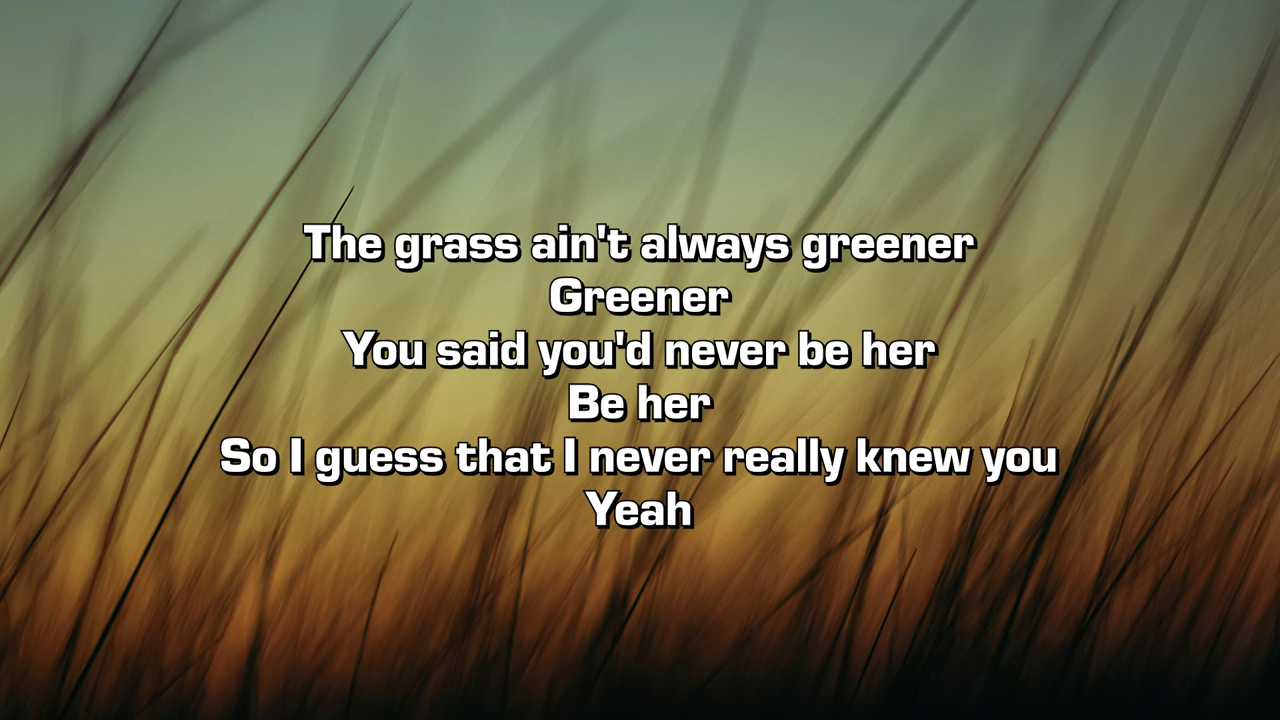 The grass ain't always greener
Greener
You said you'd never be her
Be her
So I guess that I never really knew you
Yeah